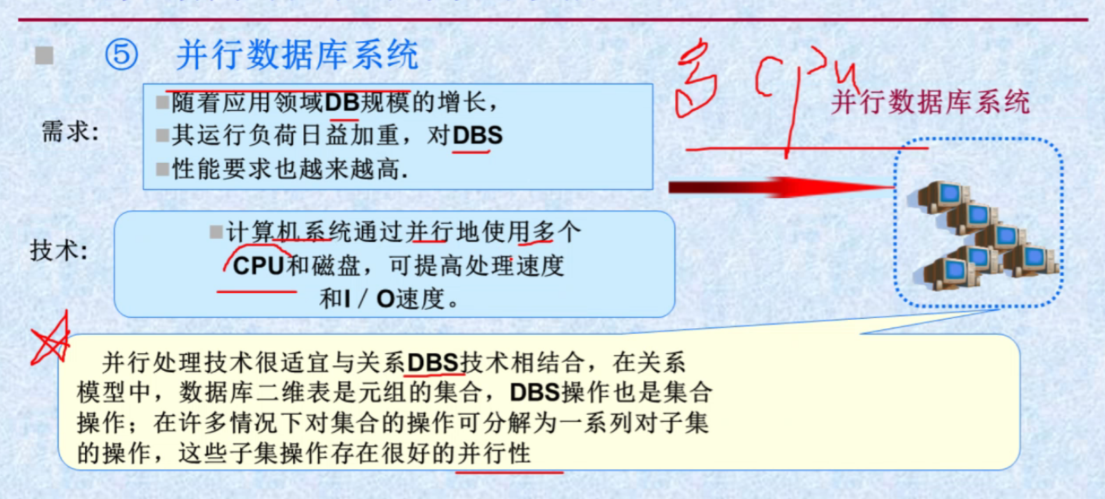 ⑤ 并行数据库系统
多 cpu
并行数据库系统
需求:
随着应用领域DB规模的增长，
其运行负荷日益加重，对DBS
性能要求也越来越高.
技术:
计算机系统通过并行地使用多个
CPU和磁盘，可提高处理速度
和I / O速度。
并行处理技术很适宜与关系DBS技术相结合，在关系
模型中，数据库二维表是元组的集合，DBS操作也是集合
操作；在许多情况下对集合的操作可分解为一系列对子集
的操作，这些子集操作存在很好的并行性